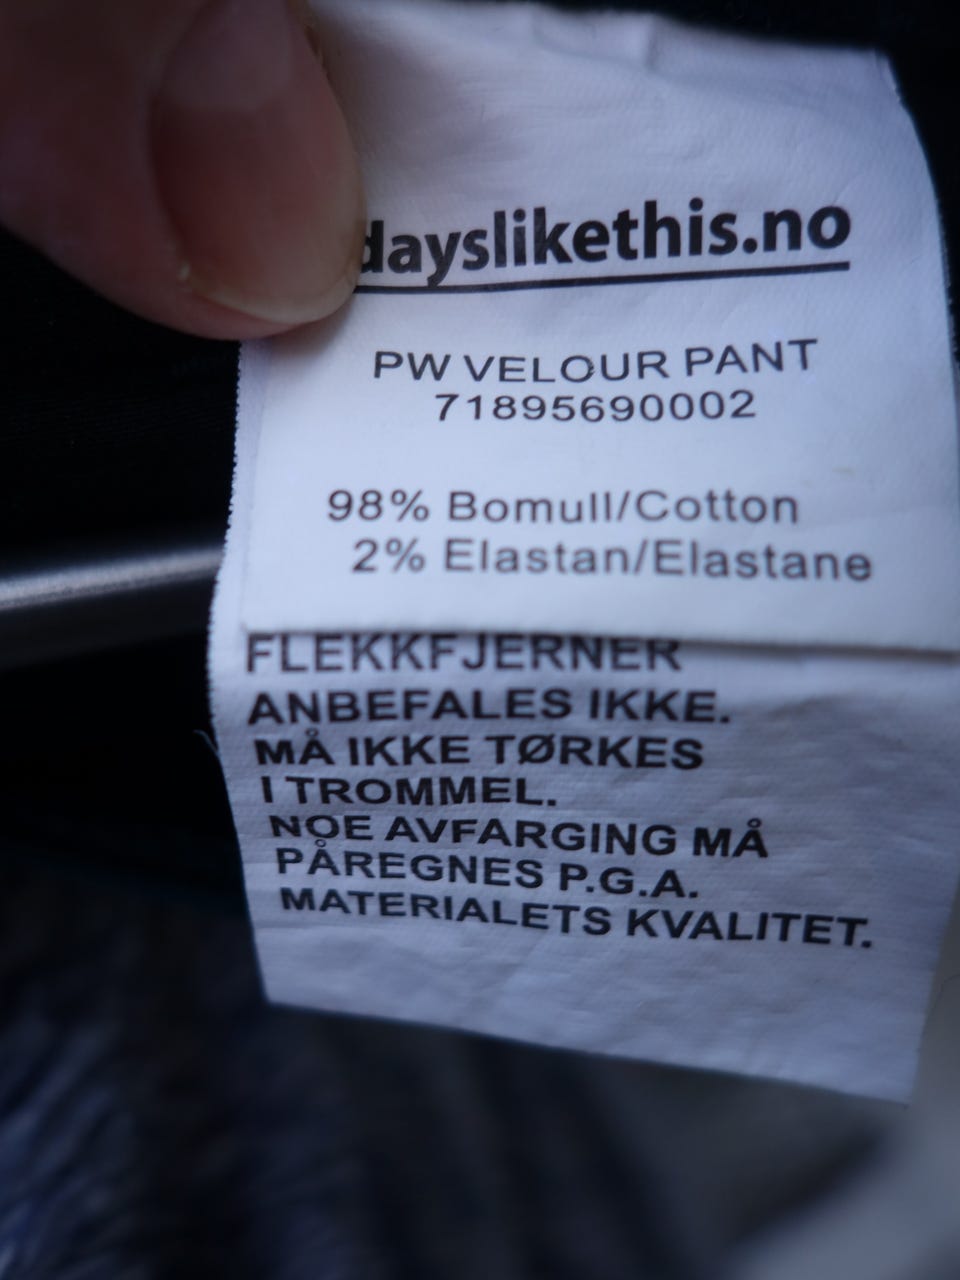 dayslikethis.no
PW VELOUR PANT
71895690002
98% Bomull/Cotton
2% Elastan/Elastane
FLEKKFJERNER
ANBEFALES IKKE.
MÅ IKKE TØRKES
I TROMMEL.
NOE AVFARGING MÅ
PÅREGNES P.G.A.
MATERIALETS KVALITET.